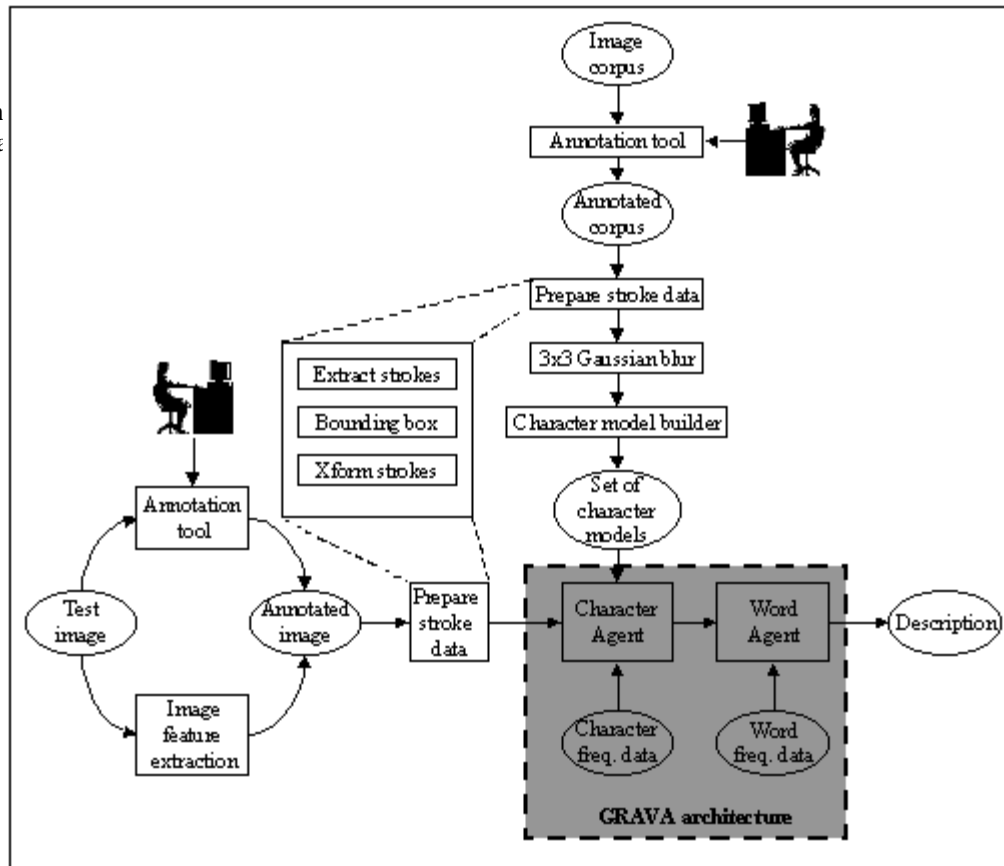 Image
corpus
Annotation tool
Annotated
corpus
Prepare stroke data
3x3 Gaussian blur
Extract strokes
Bounding box
Xform strokes
Character model builder
Set of
character
models
Annotation
tool
Test
image
Annotated
image
Prepare
stroke
data
Character
Agent
Word
Agent
Description
Image
feature
extraction
Character
freq. data
Word
freq. data
GRAVA architecture